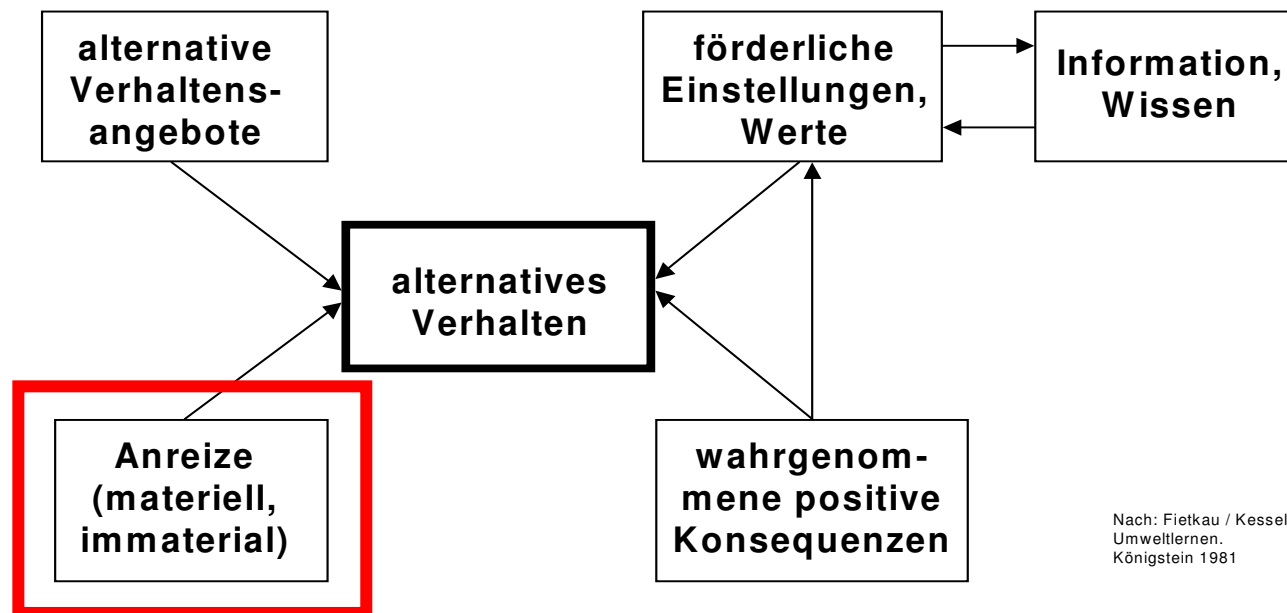 alternative
Verhaltens-
angebote
förderliche
Einstellungen,
Werte
Information,
Wissen
alternatives
Verhalten
Anreize
(materiell,
immaterial)
wahrgenom-
mene positive
Konsequenzen
Nach: Fietkau / Kessel
Umweltlernen.
Königstein 1981